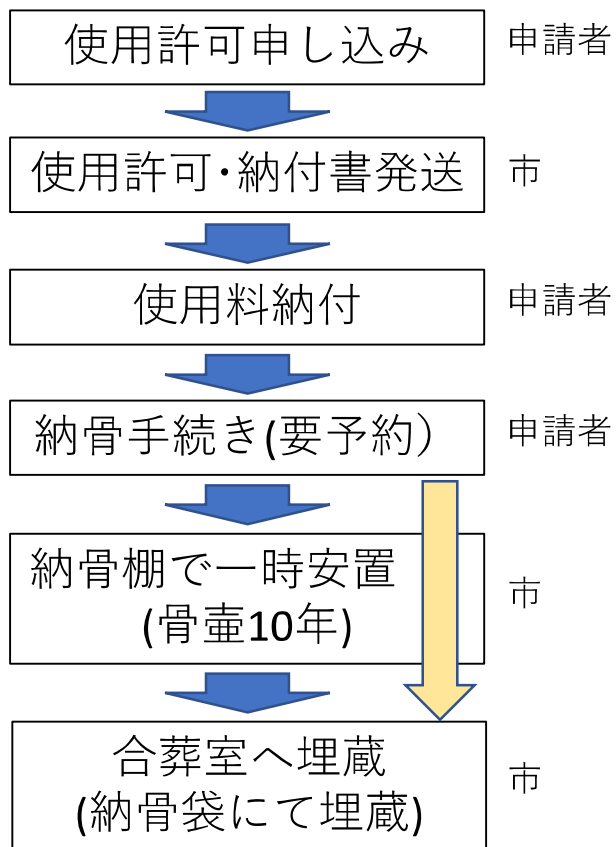 使用許可申し込み 申請者
使用許可・納付書発送 市
使用料納付 申請者
納骨手続き(要予約） 申請者
納骨棚で一時安置
(骨壷10年) 市
合葬室へ埋蔵
(納骨袋にて埋蔵) 市